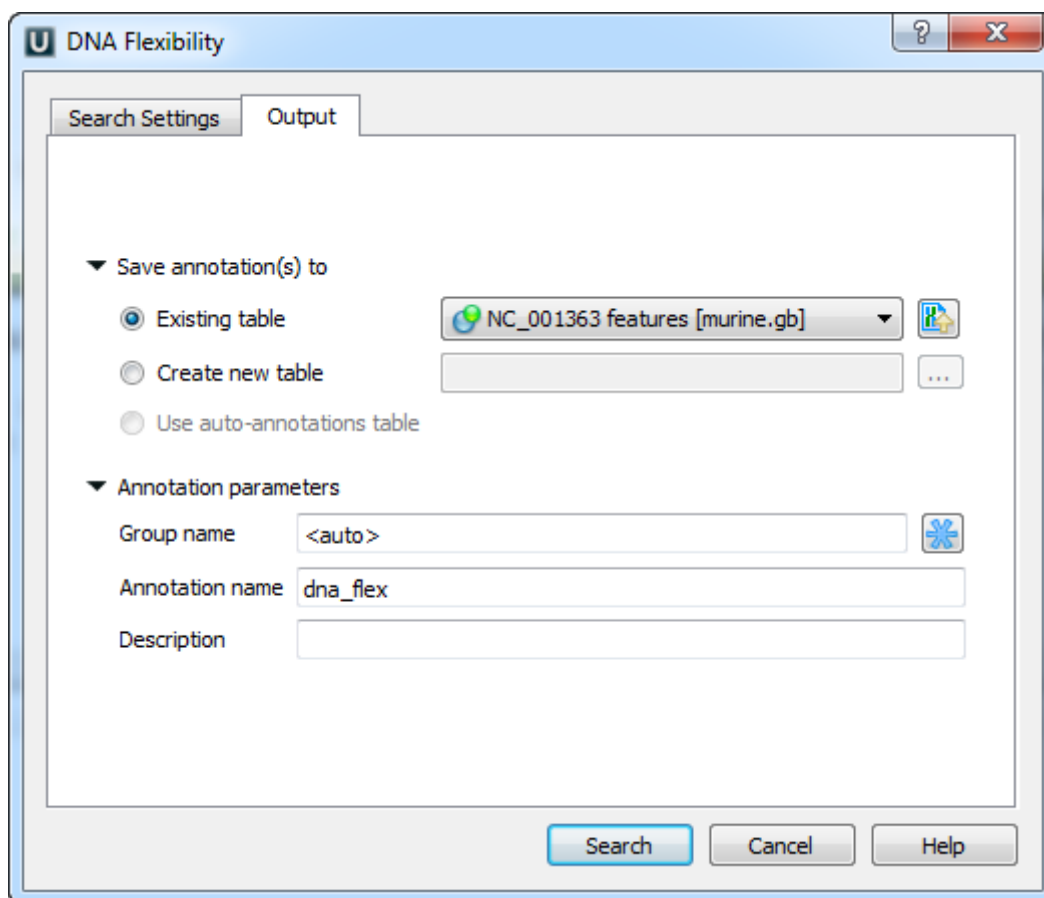 U DNA Flexibility ? X
Search Settings Output
Save annotation(s) to
Existing table NC_001363 features [murine.gb]
Create new table ...
Use auto-annotations table
Annotation parameters
Group name <auto>
Annotation name dna_flex
Description
Search Cancel Help